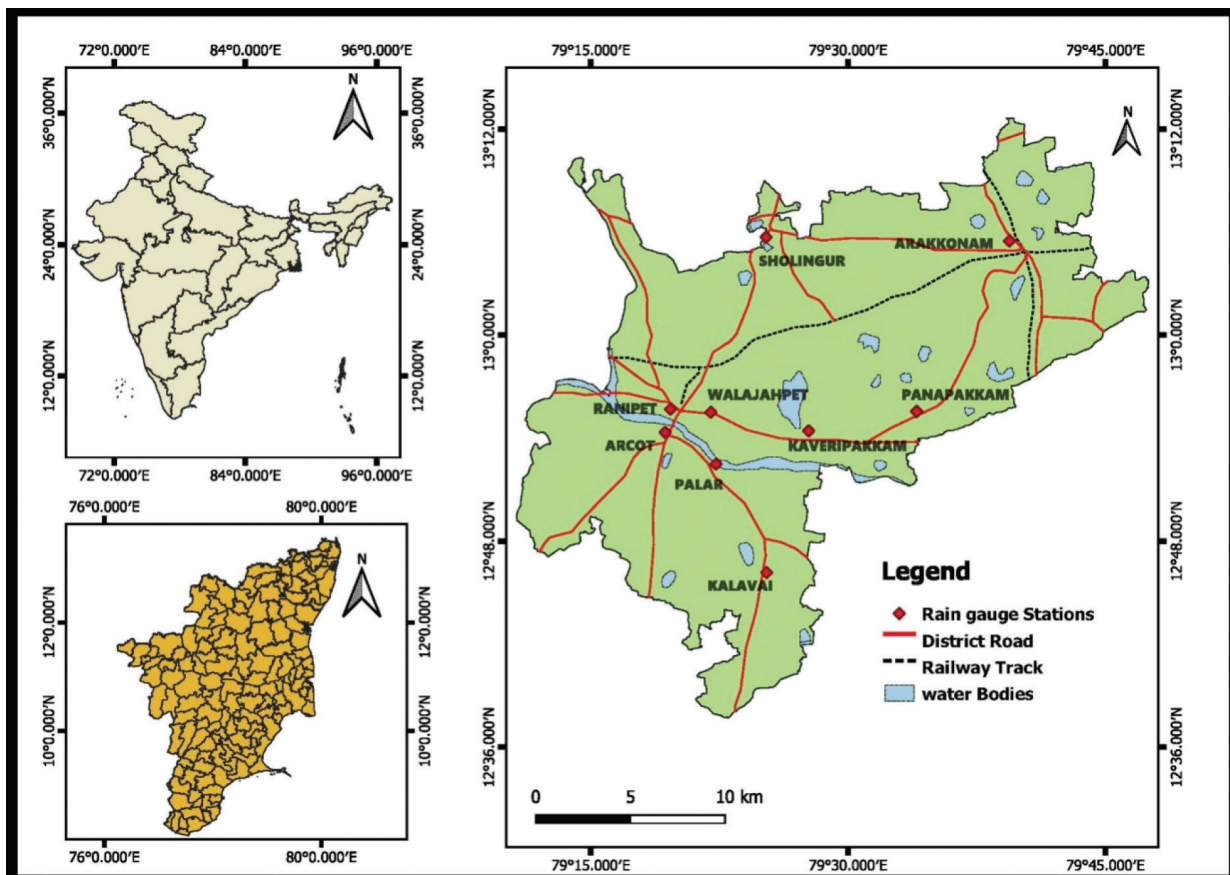 72°0.000'E 84°0.000'E 96°0.000'E
36°0.000'N
24°0.000'N
12°0.000'N
N
36°0.000'N
24°0.000'N
12°0.000'N
72°0.000'E 84°0.000'E 96°0.000'E
76°0.000'E 80°0.000'E
N
12°0.000'N
10°0.000'N
12°0.000'N
10°0.000'N
76°0.000'E 80°0.000'E
79°15.000'E 79°30.000'E 79°45.000'E
13°12.000'N
13°0.000'N
12°48.000'N
12°36.000'N
N
13°12.000'N
13°0.000'N
12°48.000'N
12°36.000'N
ARAKKONAM
SHOLINGUR
RANIPET
WALAJAHPET
PANAPAKKAM
ARCOT
KAVERIPAKKAM
PALAR
KALAVAI
Legend
Rain gauge Stations
District Road
Railway Track
water Bodies
0 5 10 km
79°15.000'E 79°30.000'E 79°45.000'E